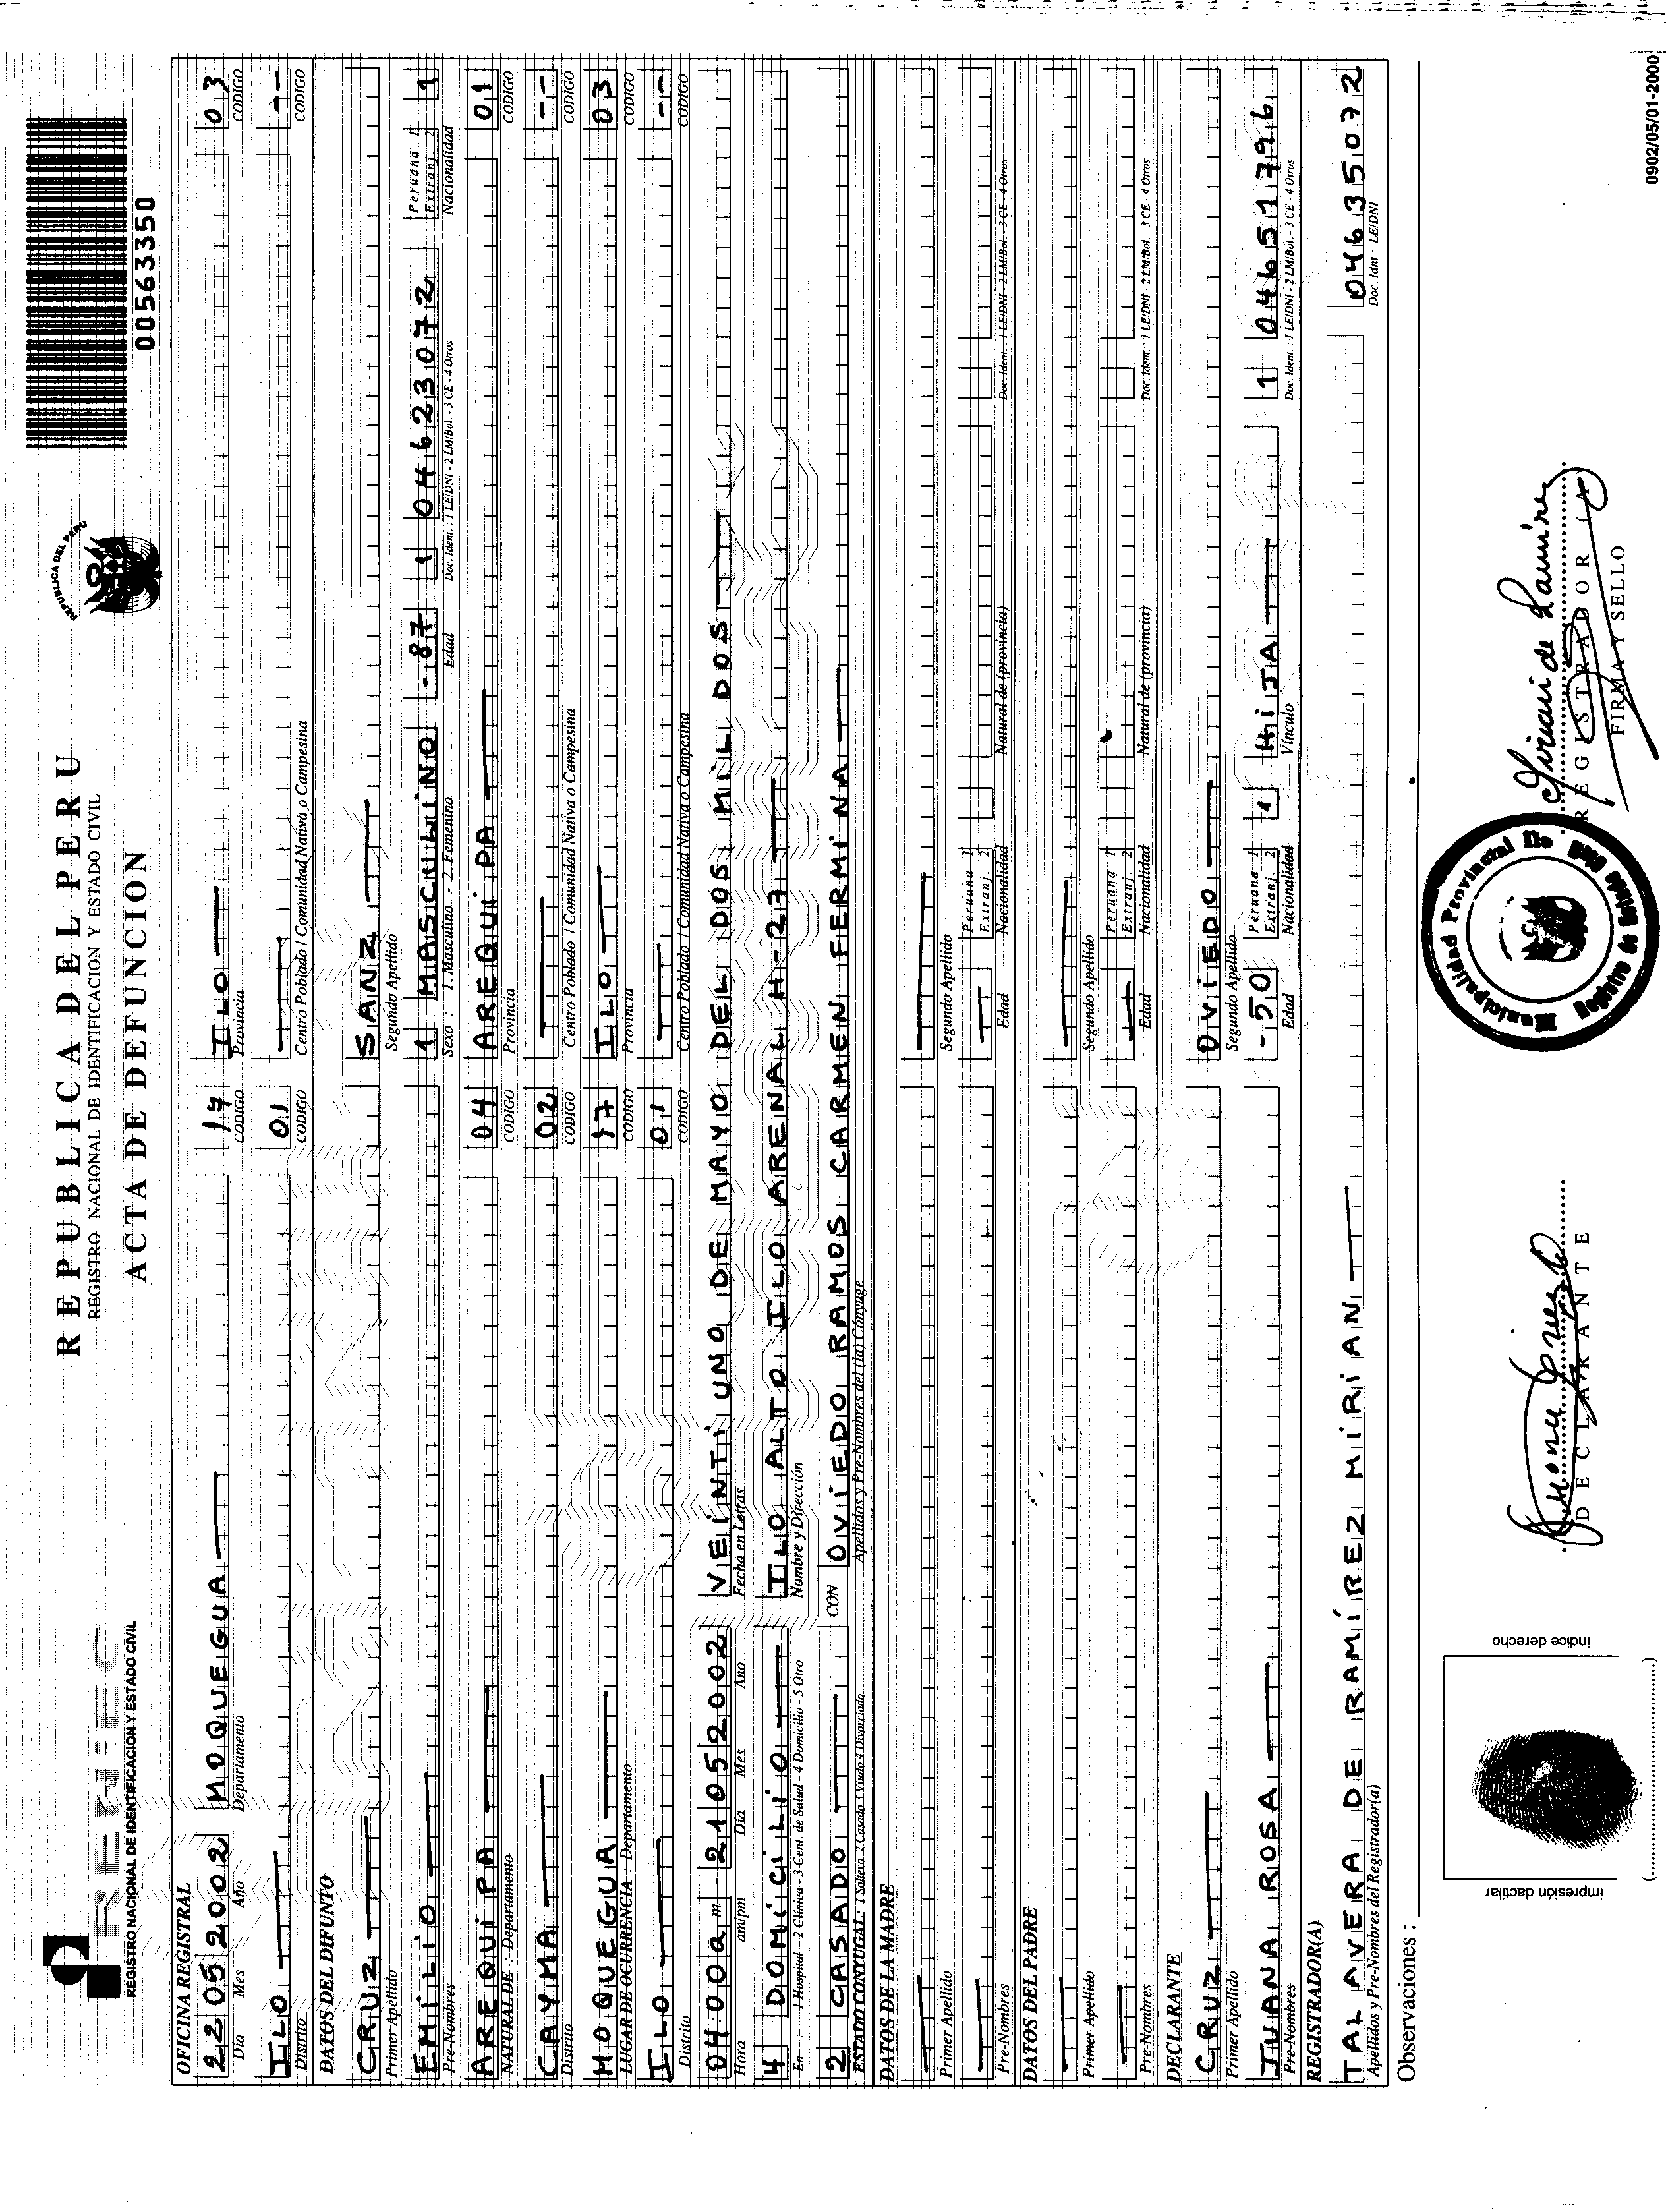 RENIEC
REGISTRO NACIONAL DE IDENTIFICACION Y ESTADO CIVIL
REPUBLICA DEL PERU
REGISTRO NACIONAL DE IDENTIFICACION Y ESTADO CIVIL
ACTA DE DEFUNCION
REPUBLICA DEL PERU
00563350
OFICINA REGISTRAL
22 05 2002 MOQUEGUA 17 ILO 03
Día Mes Año Departamento CODIGO Provincia CODIGO
ILO 01 --
Distrito CODIGO Centro Poblado / Comunidad Nativa o Campesina CODIGO
DATOS DEL DIFUNTO
CRUZ SANZ
Primer Apellido Segundo Apellido
EMILIO 1 MASCULINO -87 1 04623072 Peruana 1 Extranj. 2 1
Pre-Nombres Sexo : 1. Masculino - 2. Femenino Edad Doc. Ident. : 1 LE/DNI - 2 LM/Bol. - 3 CE - 4 Otros Nacionalidad
AREQUIPA 04 AREQUIPA 01
NATURAL DE : Departamento CODIGO Provincia CODIGO
CAYMA 02 --
Distrito CODIGO Centro Poblado / Comunidad Nativa o Campesina CODIGO
MOQUEGUA 17 ILO 03
LUGAR DE OCURRENCIA : Departamento CODIGO Provincia CODIGO
ILO 01 --
Distrito CODIGO Centro Poblado / Comunidad Nativa o Campesina CODIGO
04:00 am - 21 05 2002 VEINTIUNO DE MAYO DEL DOS MIL DOS
Hora am/pm Día Mes Año Fecha en Letras
4 DOMICILIO ILO ALTO ILO ARENAL H-27
En : 1 Hospital - 2 Clínica - 3 Cent. de Salud - 4 Domicilio - 5 Otro Nombre y Dirección
2 CASADO CON OVIEDO RAMOS CARMEN FERMINA
ESTADO CONYUGAL: 1 Soltero 2 Casado 3 Viudo 4 Divorciado Apellidos y Pre-Nombres del (la) Cónyuge
DATOS DE LA MADRE
Primer Apellido Segundo Apellido
Peruana 1 Extranj. 2
Pre-Nombres Edad Nacionalidad Natural de (provincia) Doc. Ident. : 1 LE/DNI - 2 LM/Bol. - 3 CE - 4 Otros
DATOS DEL PADRE
Primer Apellido Segundo Apellido
Peruana 1 Extranj. 2
Pre-Nombres Edad Nacionalidad Natural de (provincia) Doc. Ident. : 1 LE/DNI - 2 LM/Bol. - 3 CE - 4 Otros
DECLARANTE
CRUZ OVIEDO
Primer Apellido Segundo Apellido
JUANA ROSA -50 Peruana 1 Extranj. 2 1 HIJA 1 04651796
Pre-Nombres Edad Nacionalidad Vínculo Doc. Ident. : 1 LE/DNI - 2 LM/Bol. - 3 CE - 4 Otros
REGISTRADOR(A)
TALAVERA DE RAMÍREZ MIRIAN 04635072
Apellidos y Pre-Nombres del Registrador(a) Doc. Idnt : LE/DNI
Observaciones :
impresión dactilar
índice derecho
DECLARANTE
Municipalidad Provincial Ilo
REGISTRADOR (A)
FIRMA Y SELLO
0902/05/01-2000